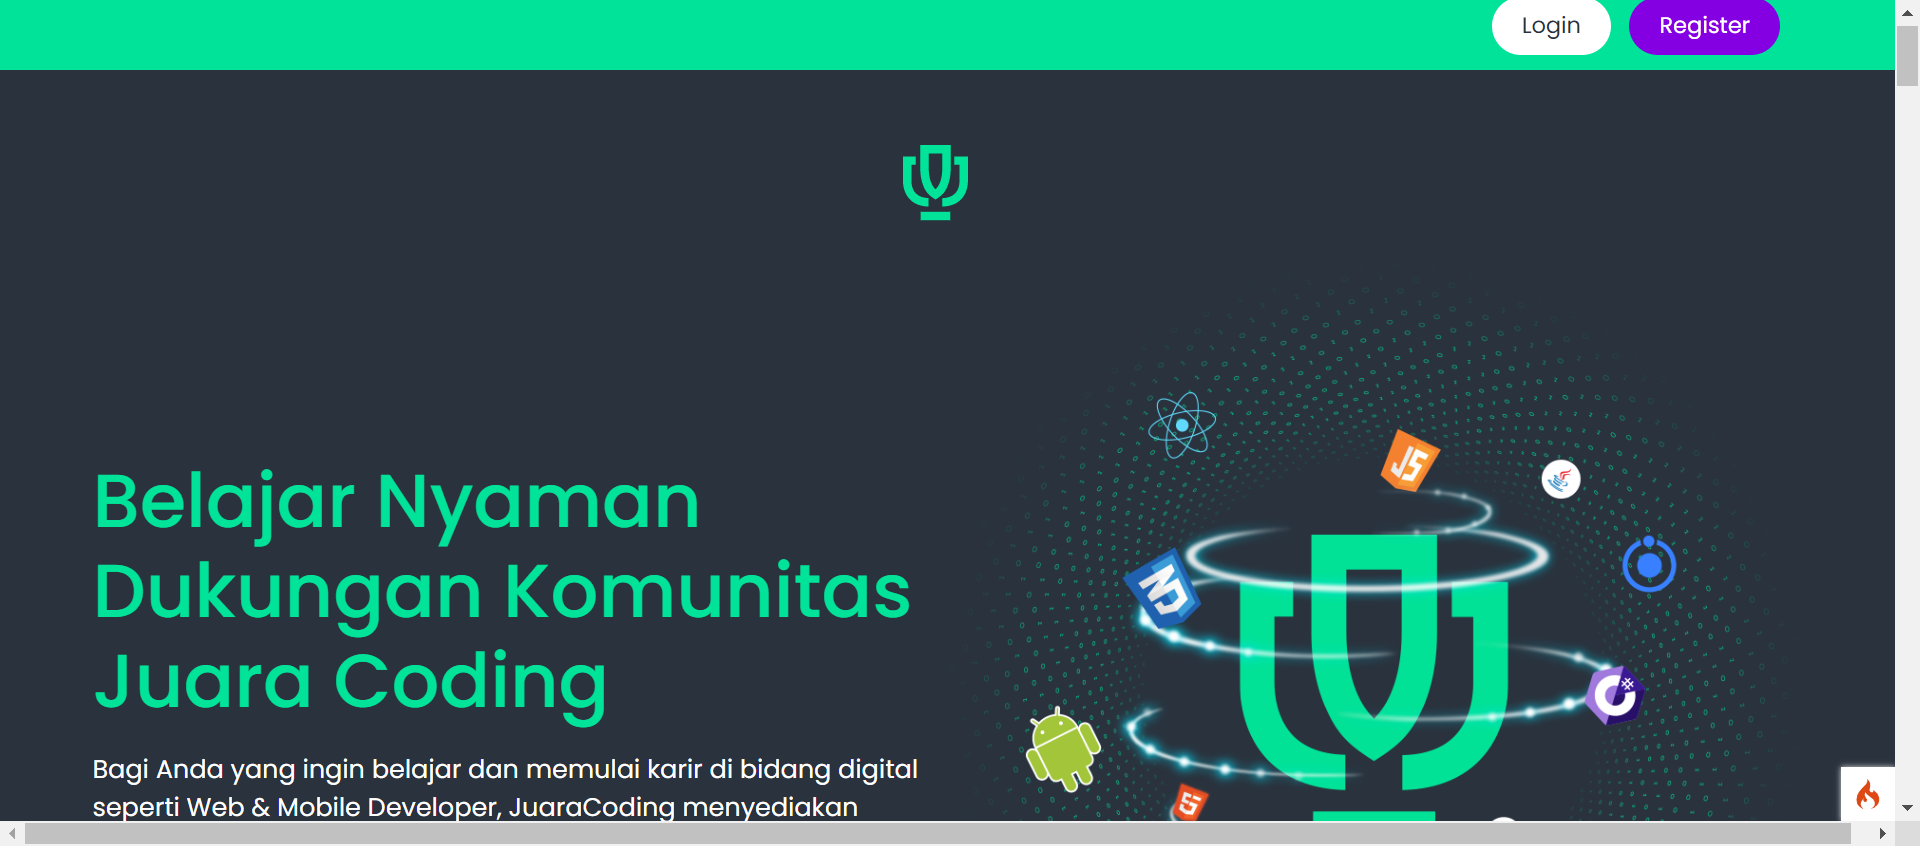 Login
Register
Belajar Nyaman
Dukungan Komunitas
Juara Coding
Bagi Anda yang ingin belajar dan memulai karir di bidang digital
seperti Web & Mobile Developer, JuaraCoding menyediakan
JS